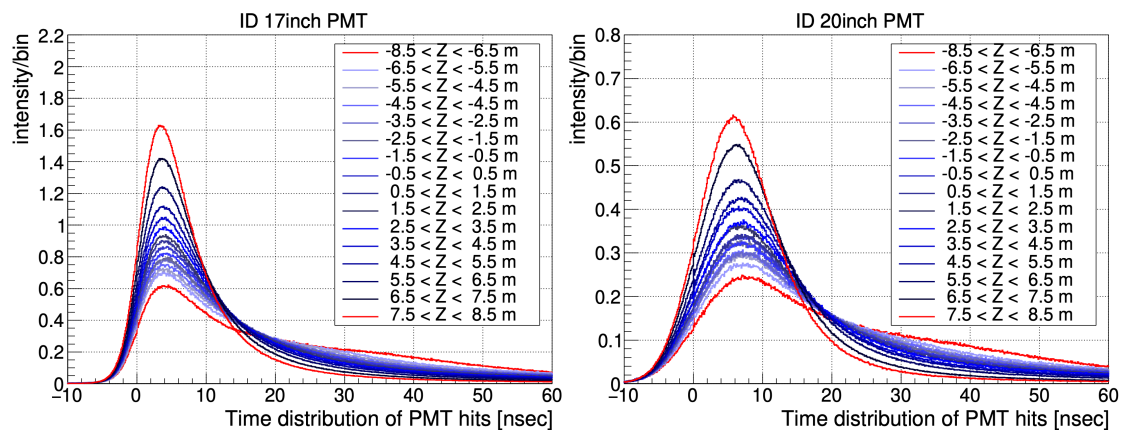 ID 17inch PMT
intensity/bin
2.2
2
1.8
1.6
1.4
1.2
1
0.8
0.6
0.4
0.2
0
-8.5 < Z < -6.5 m
-6.5 < Z < -5.5 m
-5.5 < Z < -4.5 m
-4.5 < Z < -4.5 m
-3.5 < Z < -2.5 m
-2.5 < Z < -1.5 m
-1.5 < Z < -0.5 m
-0.5 < Z < 0.5 m
0.5 < Z < 1.5 m
1.5 < Z < 2.5 m
2.5 < Z < 3.5 m
3.5 < Z < 4.5 m
4.5 < Z < 5.5 m
5.5 < Z < 6.5 m
6.5 < Z < 7.5 m
7.5 < Z < 8.5 m
−10 0 10 20 30 40 50 60
Time distribution of PMT hits [nsec]
ID 20inch PMT
intensity/bin
0.8
0.7
0.6
0.5
0.4
0.3
0.2
0.1
0
-8.5 < Z < -6.5 m
-6.5 < Z < -5.5 m
-5.5 < Z < -4.5 m
-4.5 < Z < -4.5 m
-3.5 < Z < -2.5 m
-2.5 < Z < -1.5 m
-1.5 < Z < -0.5 m
-0.5 < Z < 0.5 m
0.5 < Z < 1.5 m
1.5 < Z < 2.5 m
2.5 < Z < 3.5 m
3.5 < Z < 4.5 m
4.5 < Z < 5.5 m
5.5 < Z < 6.5 m
6.5 < Z < 7.5 m
7.5 < Z < 8.5 m
−10 0 10 20 30 40 50 60
Time distribution of PMT hits [nsec]